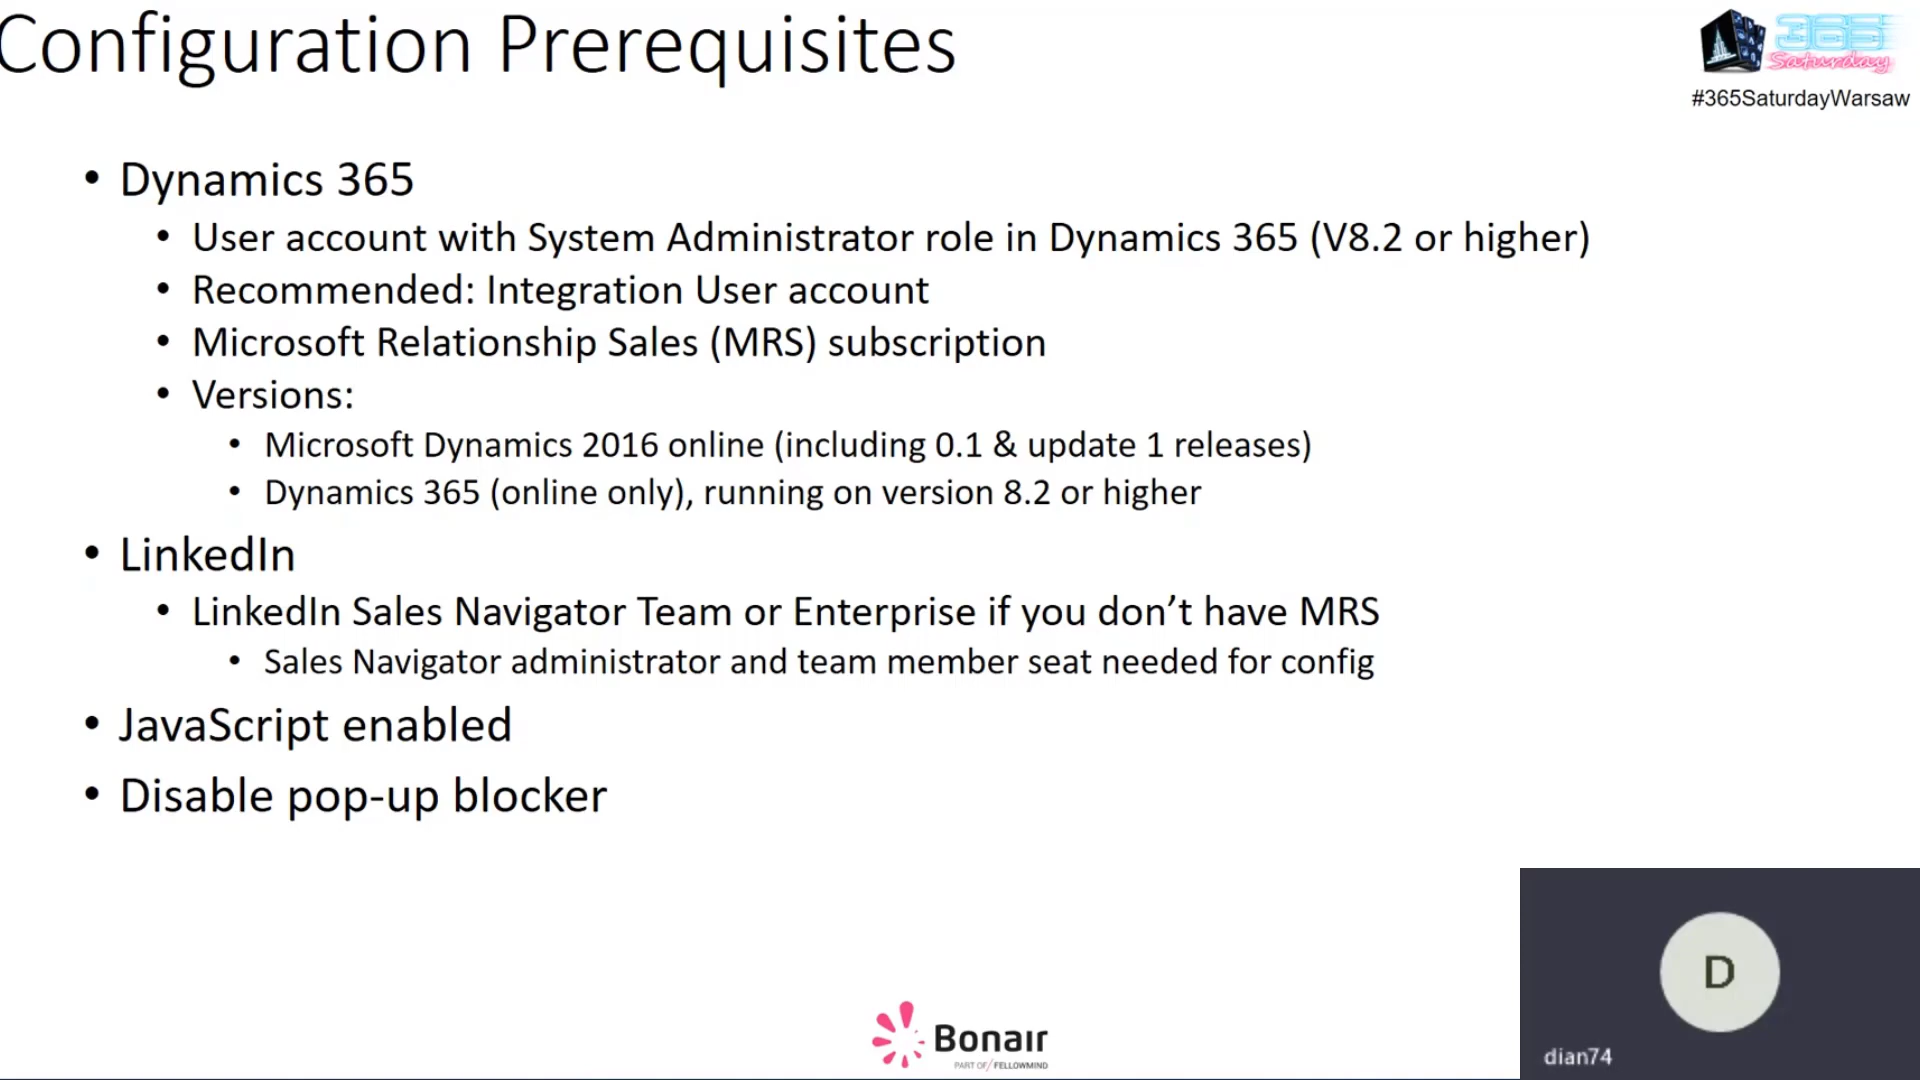 Configuration Prerequisites
365
Saturday
#365SaturdayWarsaw
• Dynamics 365
• User account with System Administrator role in Dynamics 365 (V8.2 or higher)
• Recommended: Integration User account
• Microsoft Relationship Sales (MRS) subscription
• Versions:
• Microsoft Dynamics 2016 online (including 0.1 & update 1 releases)
• Dynamics 365 (online only), running on version 8.2 or higher
• LinkedIn
• LinkedIn Sales Navigator Team or Enterprise if you don’t have MRS
• Sales Navigator administrator and team member seat needed for config
• JavaScript enabled
• Disable pop-up blocker
D
dian74
Bonair
PART OF/FELLOWMIND